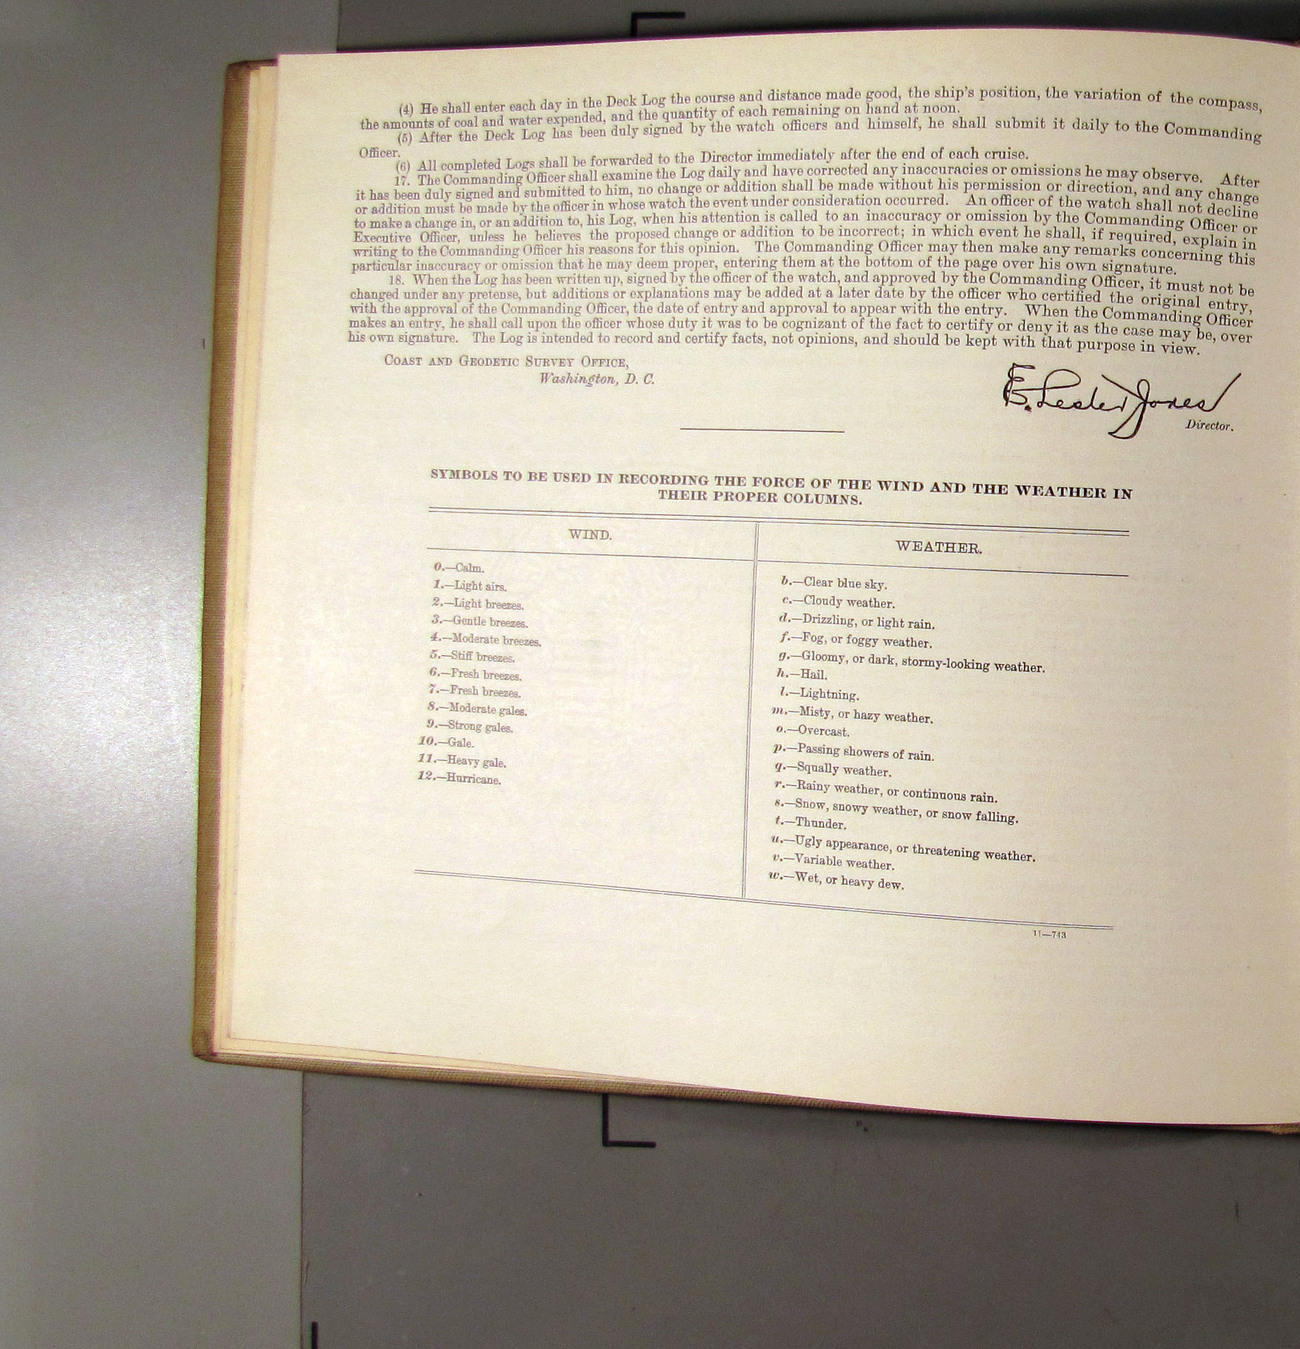 (4) He shall enter each day in the Deck Log the course and distance made good, the ship's position, the variation of the compass,
the amounts of coal and water expended, and the quantity of each remaining on hand at noon.
(5) After the Deck Log has been duly signed by the watch officers and himself, he shall submit it daily to the Commanding
Officer.
(6) All completed Logs shall be forwarded to the Director immediately after the end of each cruise.
17. The Commanding Officer shall examine the Log daily and have corrected any inaccuracies or omissions he may observe. After
it has been duly signed and submitted to him, no change or addition shall be made without his permission or direction, and any change
or addition must be made by the officer in whose watch the event under consideration occurred. An officer of the watch shall not decline
to make a change in, or an addition to, his Log, when his attention is called to an inaccuracy or omission by the Commanding Officer or
Executive Officer, unless he believes the proposed change or addition to be incorrect; in which event he shall, if required, explain in
writing to the Commanding Officer his reasons for this opinion. The Commanding Officer may then make any remarks concerning this
particular inaccuracy or omission that he may deem proper, entering them at the bottom of the page over his own signature.
18. When the Log has been written up, signed by the officer of the watch, and approved by the Commanding Officer, it must not be
changed under any pretense, but additions or explanations may be added at a later date by the officer who certified the original entry,
with the approval of the Commanding Officer, the date of entry and approval to appear with the entry. When the Commanding Officer
makes an entry, he shall call upon the officer whose duty it was to be cognizant of the fact to certify or deny it as the case may be, over
his own signature. The Log is intended to record and certify facts, not opinions, and should be kept with that purpose in view.
COAST AND GEODETIC SURVEY OFFICE,
Washington, D. C.
E. Lester Jones
Director.
SYMBOLS TO BE USED IN RECORDING THE FORCE OF THE WIND AND THE WEATHER IN
THEIR PROPER COLUMNS.
WIND.
0.—Calm.
1.—Light airs.
2.—Light breezes.
3.—Gentle breezes.
4.—Moderate breezes.
5.—Stiff breezes.
6.—Fresh breezes.
7.—Fresh breezes.
8.—Moderate gales.
9.—Strong gales.
10.—Gale.
11.—Heavy gale.
12.—Hurricane.
WEATHER.
b.—Clear blue sky.
c.—Cloudy weather.
d.—Drizzling, or light rain.
f.—Fog, or foggy weather.
g.—Gloomy, or dark, stormy-looking weather.
h.—Hail.
l.—Lightning.
m.—Misty, or hazy weather.
o.—Overcast.
p.—Passing showers of rain.
q.—Squally weather.
r.—Rainy weather, or continuous rain.
s.—Snow, snowy weather, or snow falling.
t.—Thunder.
u.—Ugly appearance, or threatening weather.
v.—Variable weather.
w.—Wet, or heavy dew.
11—743